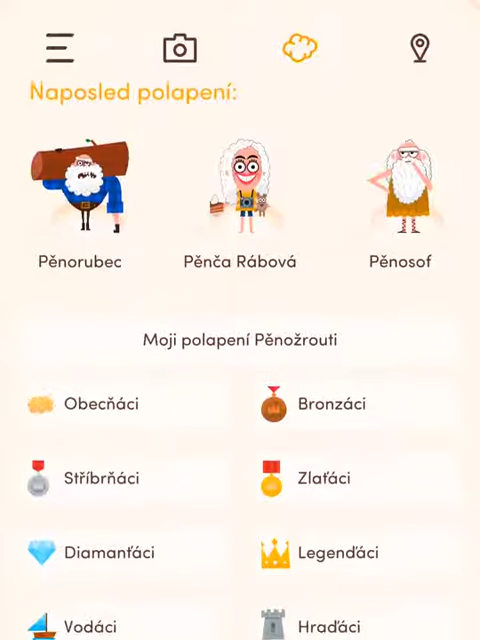 Naposled polapení:
Pěnorubec
Pěnča Rábová
Pěnosof
Moji polapení Pěnožrouti
Obecňáci
Bronzáci
Stříbrňáci
Zlaťáci
Diamanťáci
Legenďáci
Vodáci
Hraďáci